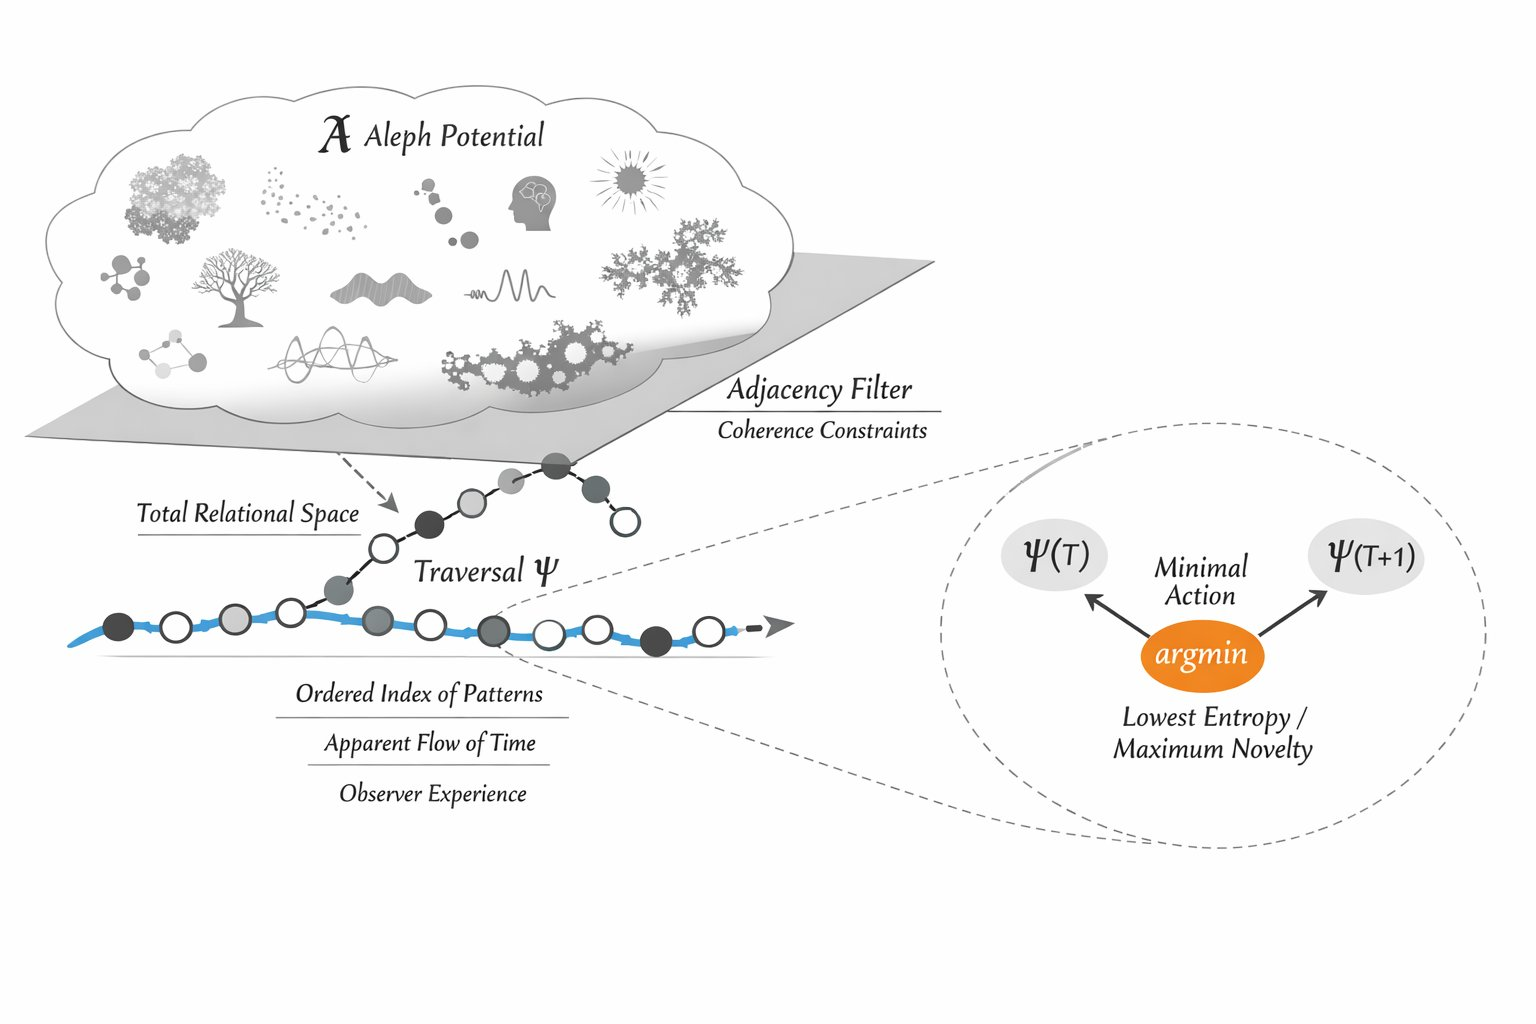 A Aleph Potential
Adjacency Filter
Coherence Constraints
Total Relational Space
Traversal Ψ
Ordered Index of Patterns
Apparent Flow of Time
Observer Experience
Ψ(T)
Ψ(T+1)
Minimal
Action
argmin
Lowest Entropy /
Maximum Novelty